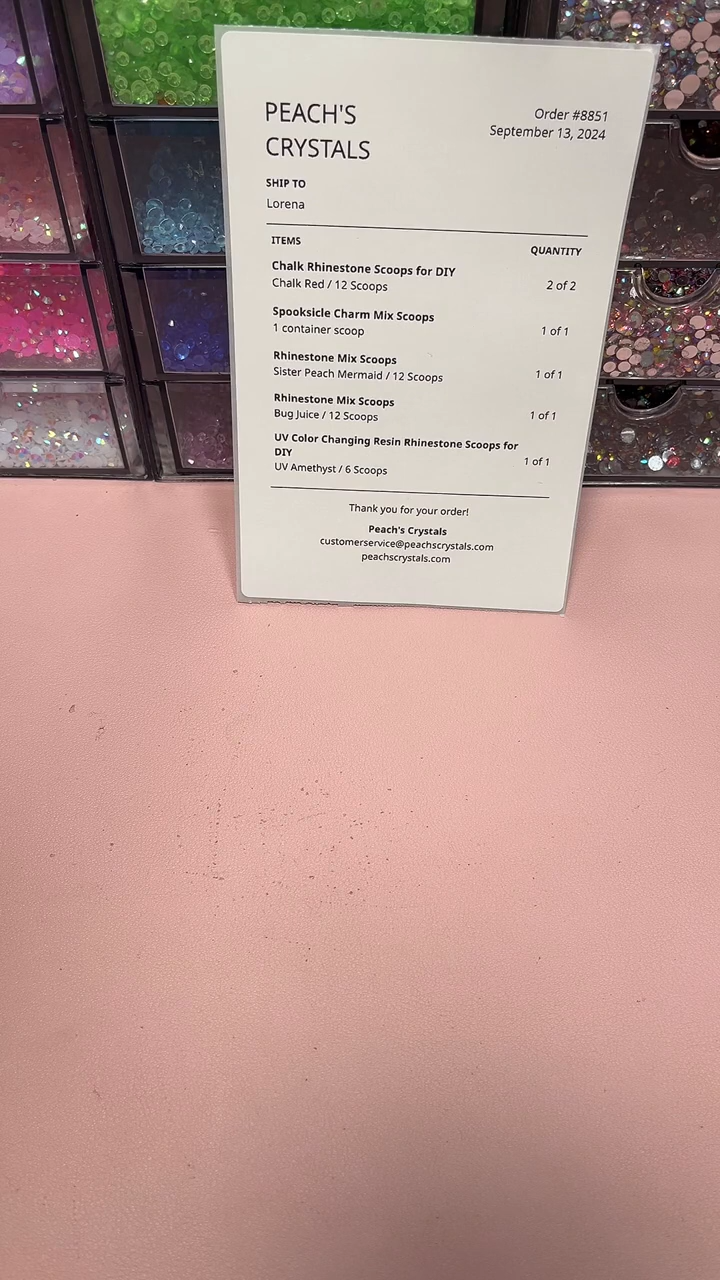 PEACH'S
CRYSTALS
Order #8851
September 13, 2024
SHIP TO
Lorena
ITEMS
QUANTITY
Chalk Rhinestone Scoops for DIY
Chalk Red / 12 Scoops
2 of 2
Spooksicle Charm Mix Scoops
1 container scoop
1 of 1
Rhinestone Mix Scoops
Sister Peach Mermaid / 12 Scoops
1 of 1
Rhinestone Mix Scoops
Bug Juice / 12 Scoops
1 of 1
UV Color Changing Resin Rhinestone Scoops for
DIY
UV Amethyst / 6 Scoops
1 of 1
Thank you for your order!
Peach's Crystals
customerservice@peachscrystals.com
peachscrystals.com